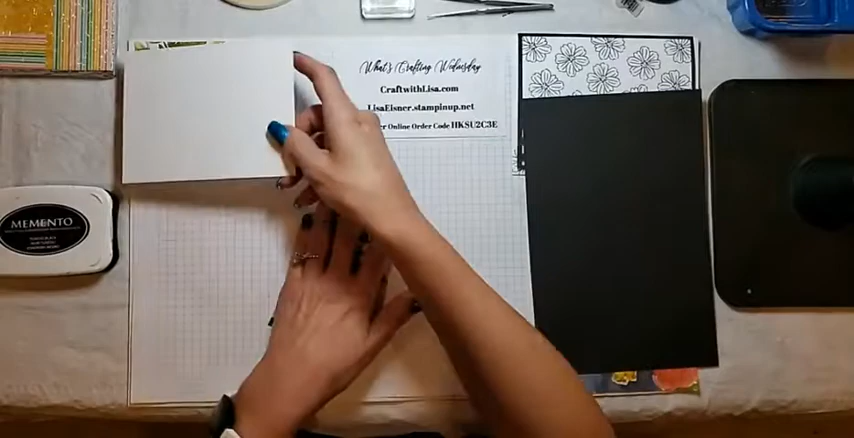 What's Crafting Wednesday
CraftwithLisa.com
LisaEisner.stampinup.net
Online Order Code HKSU2C3E
MEMENTO